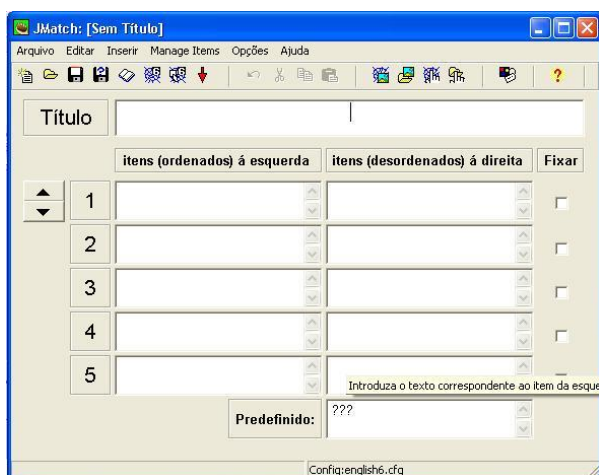 JMatch: [Sem Título]
Arquivo Editar Inserir Manage Items Opções Ajuda
Título
itens (ordenados) á esquerda itens (desordenados) á direita Fixar
1
2
3
4
5
Introduza o texto correspondente ao item da esque
Predefinido: ???
Config:english6.cfg